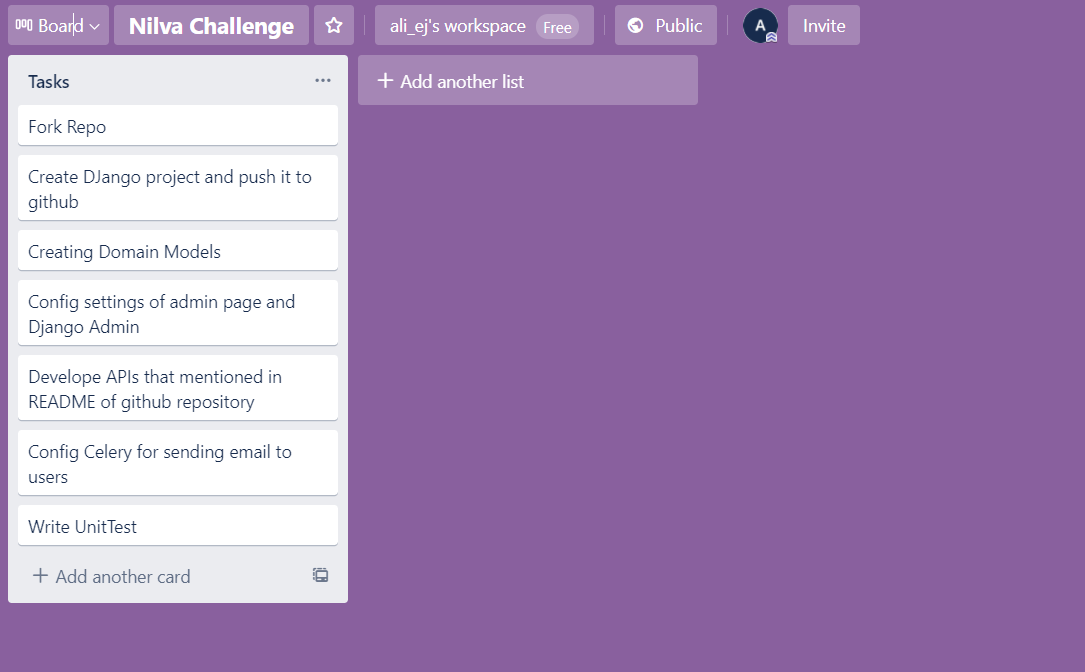 Board
Nilva Challenge
ali_ej's workspace Free
Public
A
Invite
Tasks
Add another list
Fork Repo
Create DJango project and push it to
github
Creating Domain Models
Config settings of admin page and
Django Admin
Develope APIs that mentioned in
README of github repository
Config Celery for sending email to
users
Write UnitTest
Add another card